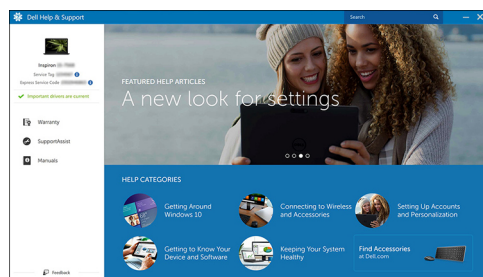 Dell Help & Support
Search
Inspiron
Service Tag
Express Service Code
Important drivers are current
Warranty
SupportAssist
Manuals
Feedback
FEATURED HELP ARTICLES
A new look for settings
HELP CATEGORIES
Getting Around
Windows 10
Connecting to Wireless
and Accessories
Setting Up Accounts
and Personalization
Getting to Know Your
Device and Software
Keeping Your System
Healthy
Find Accessories
at Dell.com